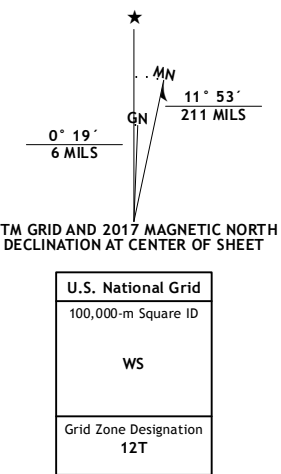 ★
MN
GN
11° 53´
211 MILS
0° 19´
6 MILS
TM GRID AND 2017 MAGNETIC NORTH
DECLINATION AT CENTER OF SHEET
U.S. National Grid
100,000-m Square ID
WS
Grid Zone Designation
12T